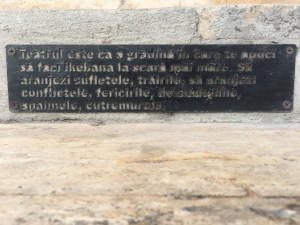 Teatrul este ca o grădină în care te apuci
să faci ikebana la scară mai mare. Să
aranjezi sufletele, trăirile, să aranjezi
conflictele, fericirile, deznădejdile,
spaimele, cutremurele.